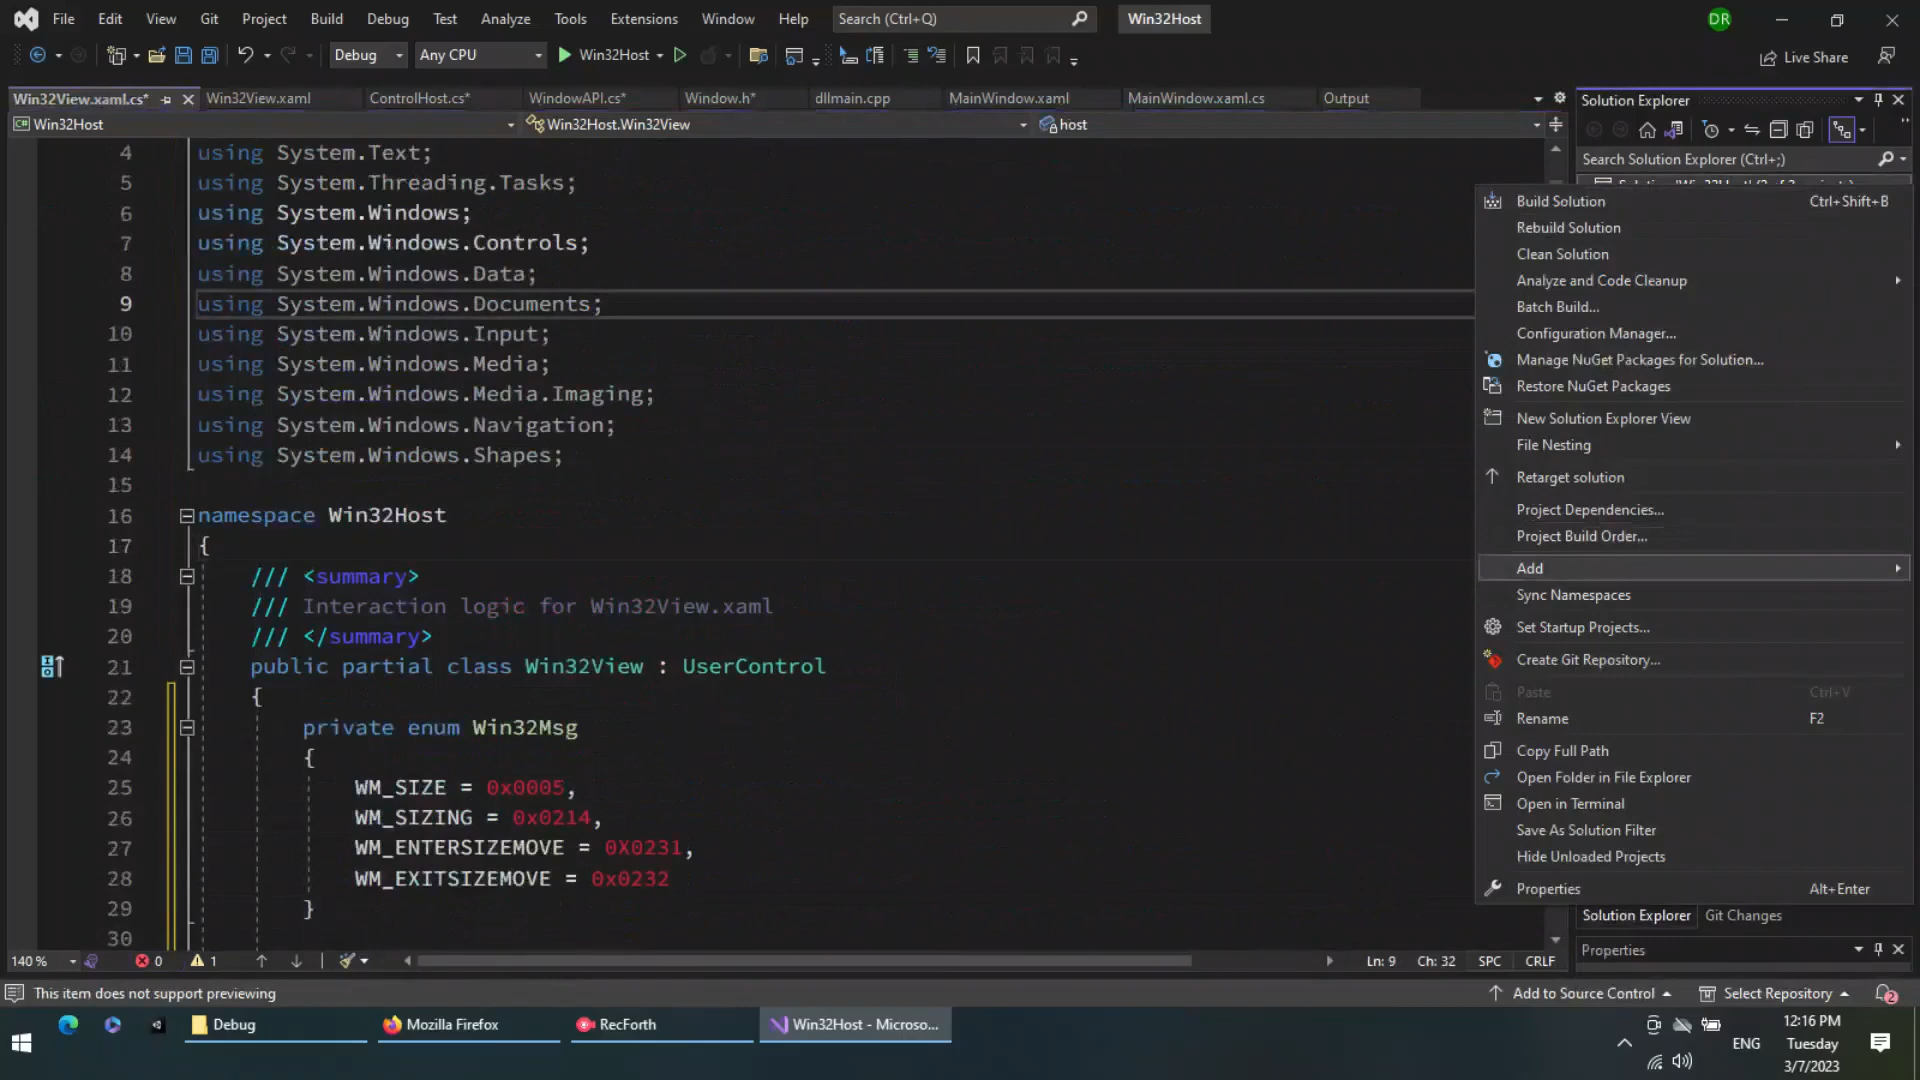 File Edit View Git Project Build Debug Test Analyze Tools Extensions Window Help Search (Ctrl+Q) Win32Host DR
Debug Any CPU Win32Host Live Share
Win32View.xaml.cs* Win32View.xaml ControlHost.cs* WindowAPI.cs* Window.h* dllmain.cpp MainWindow.xaml MainWindow.xaml.cs Output
Win32Host Win32Host.Win32View host
4 using System.Text;
5 using System.Threading.Tasks;
6 using System.Windows;
7 using System.Windows.Controls;
8 using System.Windows.Data;
9 using System.Windows.Documents;
10 using System.Windows.Input;
11 using System.Windows.Media;
12 using System.Windows.Media.Imaging;
13 using System.Windows.Navigation;
14 using System.Windows.Shapes;
15
16 namespace Win32Host
17 {
18 /// <summary>
19 /// Interaction logic for Win32View.xaml
20 /// </summary>
21 public partial class Win32View : UserControl
22 {
23 private enum Win32Msg
24 {
25 WM_SIZE = 0x0005,
26 WM_SIZING = 0x0214,
27 WM_ENTERSIZEMOVE = 0X0231,
28 WM_EXITSIZEMOVE = 0x0232
29 }
30
140 % 0 1 Ln: 9 Ch: 32 SPC CRLF
Solution Explorer
Search Solution Explorer (Ctrl+;)
Build Solution Ctrl+Shift+B
Rebuild Solution
Clean Solution
Analyze and Code Cleanup
Batch Build...
Configuration Manager...
Manage NuGet Packages for Solution...
Restore NuGet Packages
New Solution Explorer View
File Nesting
Retarget solution
Project Dependencies...
Project Build Order...
Add
Sync Namespaces
Set Startup Projects...
Create Git Repository...
Paste Ctrl+V
Rename F2
Copy Full Path
Open Folder in File Explorer
Open in Terminal
Save As Solution Filter
Hide Unloaded Projects
Properties Alt+Enter
Solution Explorer Git Changes
Properties
This item does not support previewing Add to Source Control Select Repository 2
Debug Mozilla Firefox RecForth Win32Host - Microso...
ENG
12:16 PM
Tuesday
3/7/2023